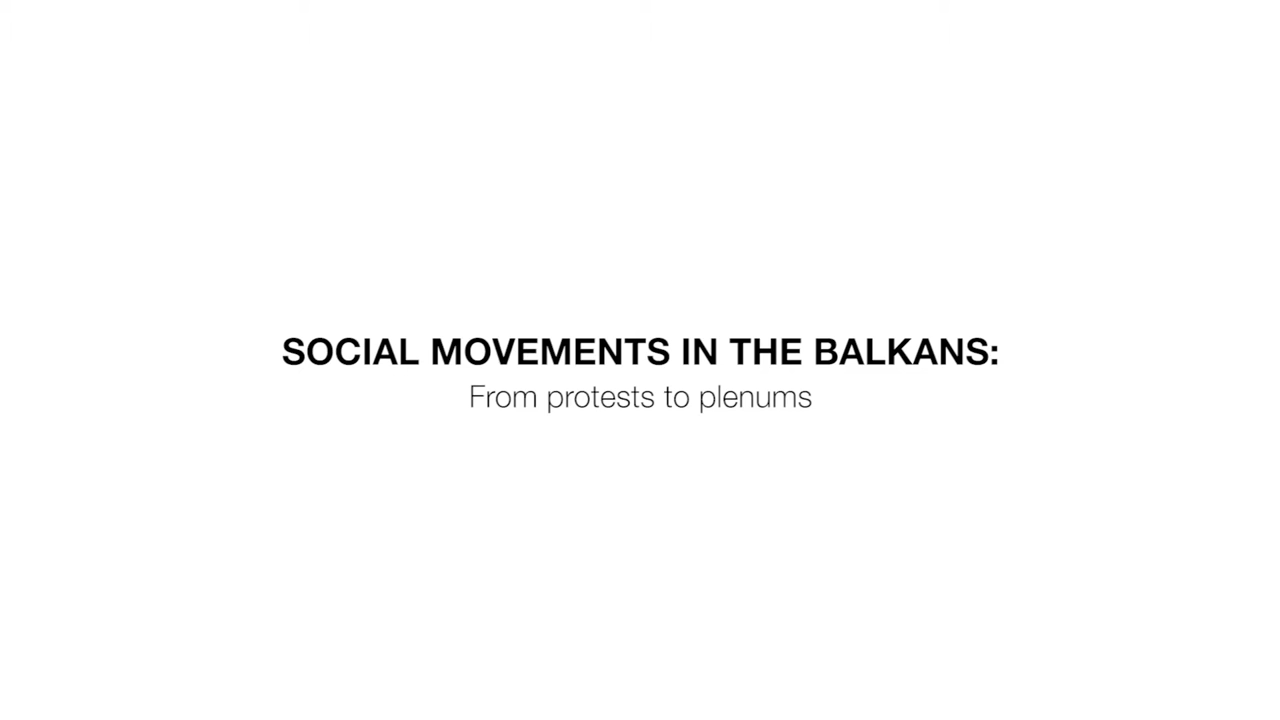 SOCIAL MOVEMENTS IN THE BALKANS:
From protests to plenums